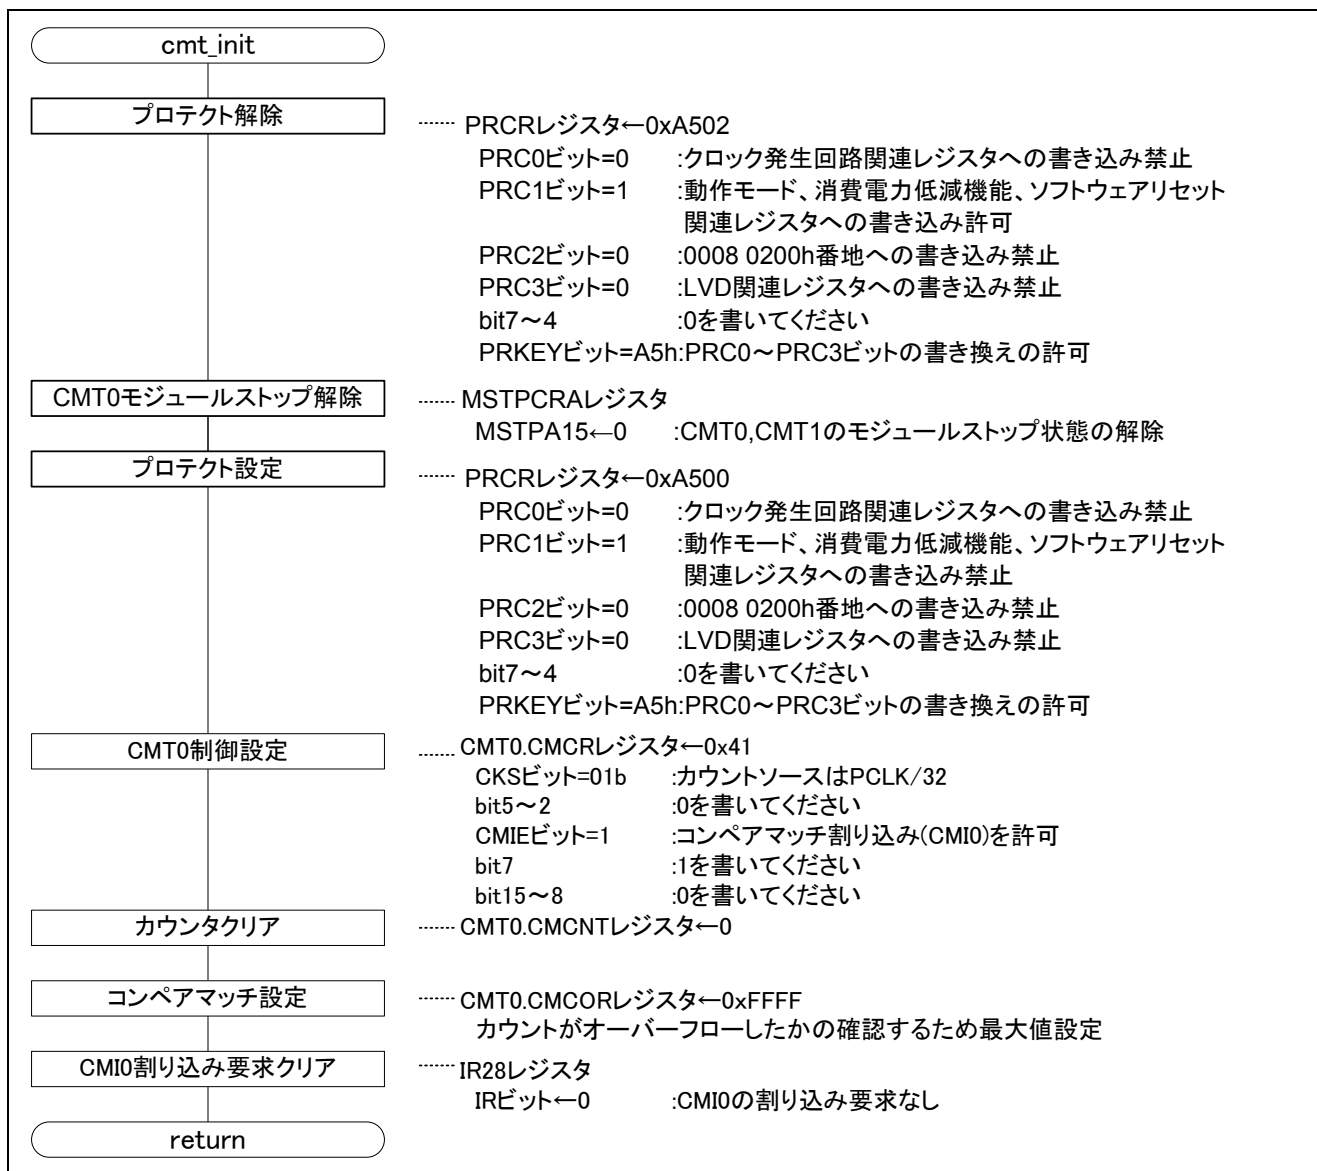 cmt_init
プロテクト解除
PRCRレジスタ←0xA502
PRC0ビット=0 :クロック発生回路関連レジスタへの書き込み禁止
PRC1ビット=1 :動作モード、消費電力低減機能、ソフトウェアリセット
関連レジスタへの書き込み許可
PRC2ビット=0 :0008 0200h番地への書き込み禁止
PRC3ビット=0 :LVD関連レジスタへの書き込み禁止
bit7～4 :0を書いてください
PRKEYビット=A5h:PRC0～PRC3ビットの書き換えの許可
CMT0モジュールストップ解除
MSTPCRAレジスタ
MSTPA15←0 :CMT0,CMT1のモジュールストップ状態の解除
プロテクト設定
PRCRレジスタ←0xA500
PRC0ビット=0 :クロック発生回路関連レジスタへの書き込み禁止
PRC1ビット=1 :動作モード、消費電力低減機能、ソフトウェアリセット
関連レジスタへの書き込み禁止
PRC2ビット=0 :0008 0200h番地への書き込み禁止
PRC3ビット=0 :LVD関連レジスタへの書き込み禁止
bit7～4 :0を書いてください
PRKEYビット=A5h:PRC0～PRC3ビットの書き換えの許可
CMT0制御設定
CMT0.CMCRレジスタ←0x41
CKSビット=01b :カウントソースはPCLK/32
bit5～2 :0を書いてください
CMIEビット=1 :コンペアマッチ割り込み(CMI0)を許可
bit7 :1を書いてください
bit15～8 :0を書いてください
カウンタクリア
CMT0.CMCNTレジスタ←0
コンペアマッチ設定
CMT0.CMCORレジスタ←0xFFFF
カウントがオーバーフローしたかの確認するため最大値設定
CMI0割り込み要求クリア
IR28レジスタ
IRビット←0 :CMI0の割り込み要求なし
return